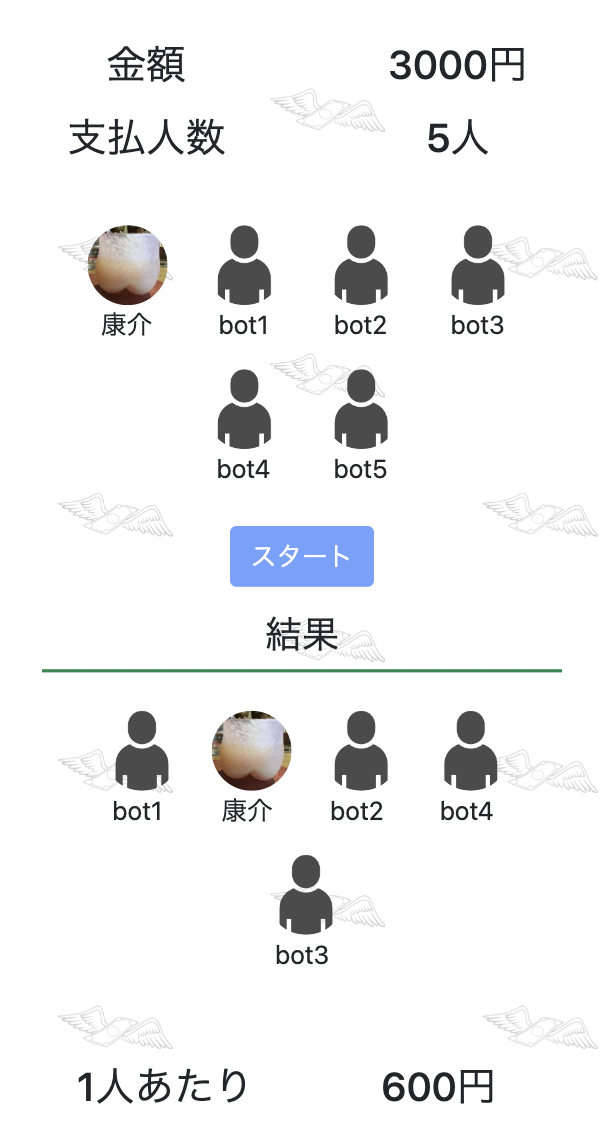 金額 3000円
支払人数 5人
康介 bot1 bot2 bot3
bot4 bot5
スタート
結果
bot1 康介 bot2 bot4
bot3
1人あたり 600円